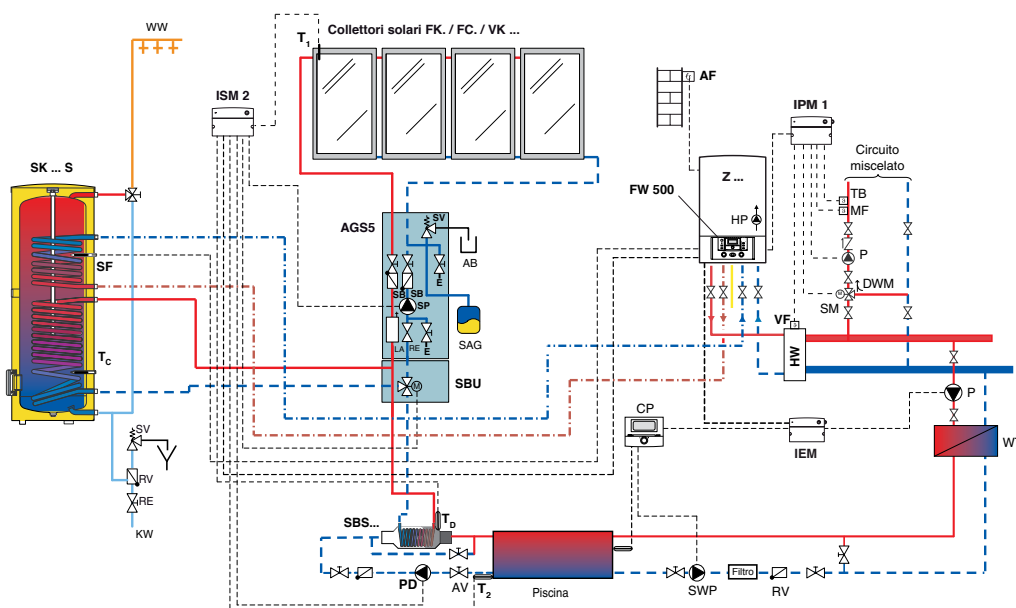 WW
T1
Collettori solari FK. / FC. / VK ...
ISM 2
AF
IPM 1
Circuito
miscelato
SK ... S
Z ...
FW 500
HP
TB
MF
AGS5
SV
AB
E
P
DWM
SF
SB
SB
SP
SM
SAG
VF
LA
RE
E
HW
TC
SBU
M
CP
P
SV
IEM
WT
RV
RE
TD
KW
SBS...
PD
AV
T2
Piscina
SWP
Filtro
RV